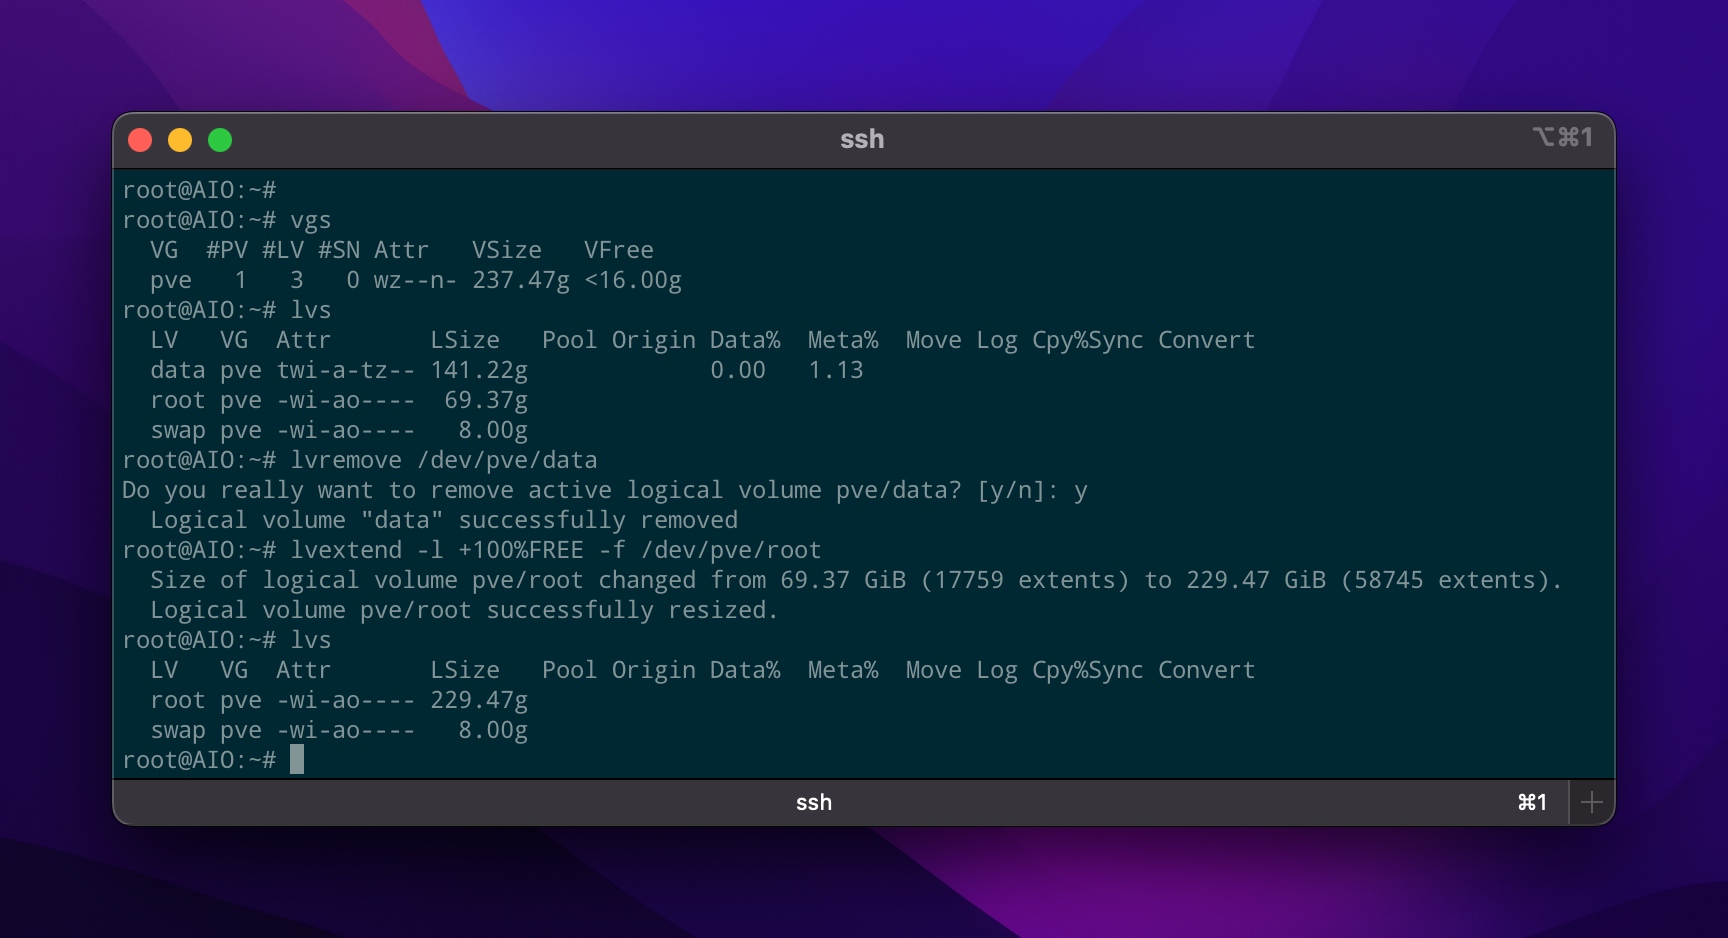 ssh
⌥⌘1
root@AIO:~#
root@AIO:~# vgs
  VG  #PV #LV #SN Attr   VSize   VFree
  pve   1   3   0 wz--n- 237.47g <16.00g
root@AIO:~# lvs
  LV   VG  Attr       LSize   Pool Origin Data%  Meta%  Move Log Cpy%Sync Convert
  data pve twi-a-tz-- 141.22g             0.00   1.13
  root pve -wi-ao----  69.37g
  swap pve -wi-ao----   8.00g
root@AIO:~# lvremove /dev/pve/data
Do you really want to remove active logical volume pve/data? [y/n]: y
  Logical volume "data" successfully removed
root@AIO:~# lvextend -l +100%FREE -f /dev/pve/root
  Size of logical volume pve/root changed from 69.37 GiB (17759 extents) to 229.47 GiB (58745 extents).
  Logical volume pve/root successfully resized.
root@AIO:~# lvs
  LV   VG  Attr       LSize   Pool Origin Data%  Meta%  Move Log Cpy%Sync Convert
  root pve -wi-ao---- 229.47g
  swap pve -wi-ao----   8.00g
root@AIO:~#
ssh
⌘1